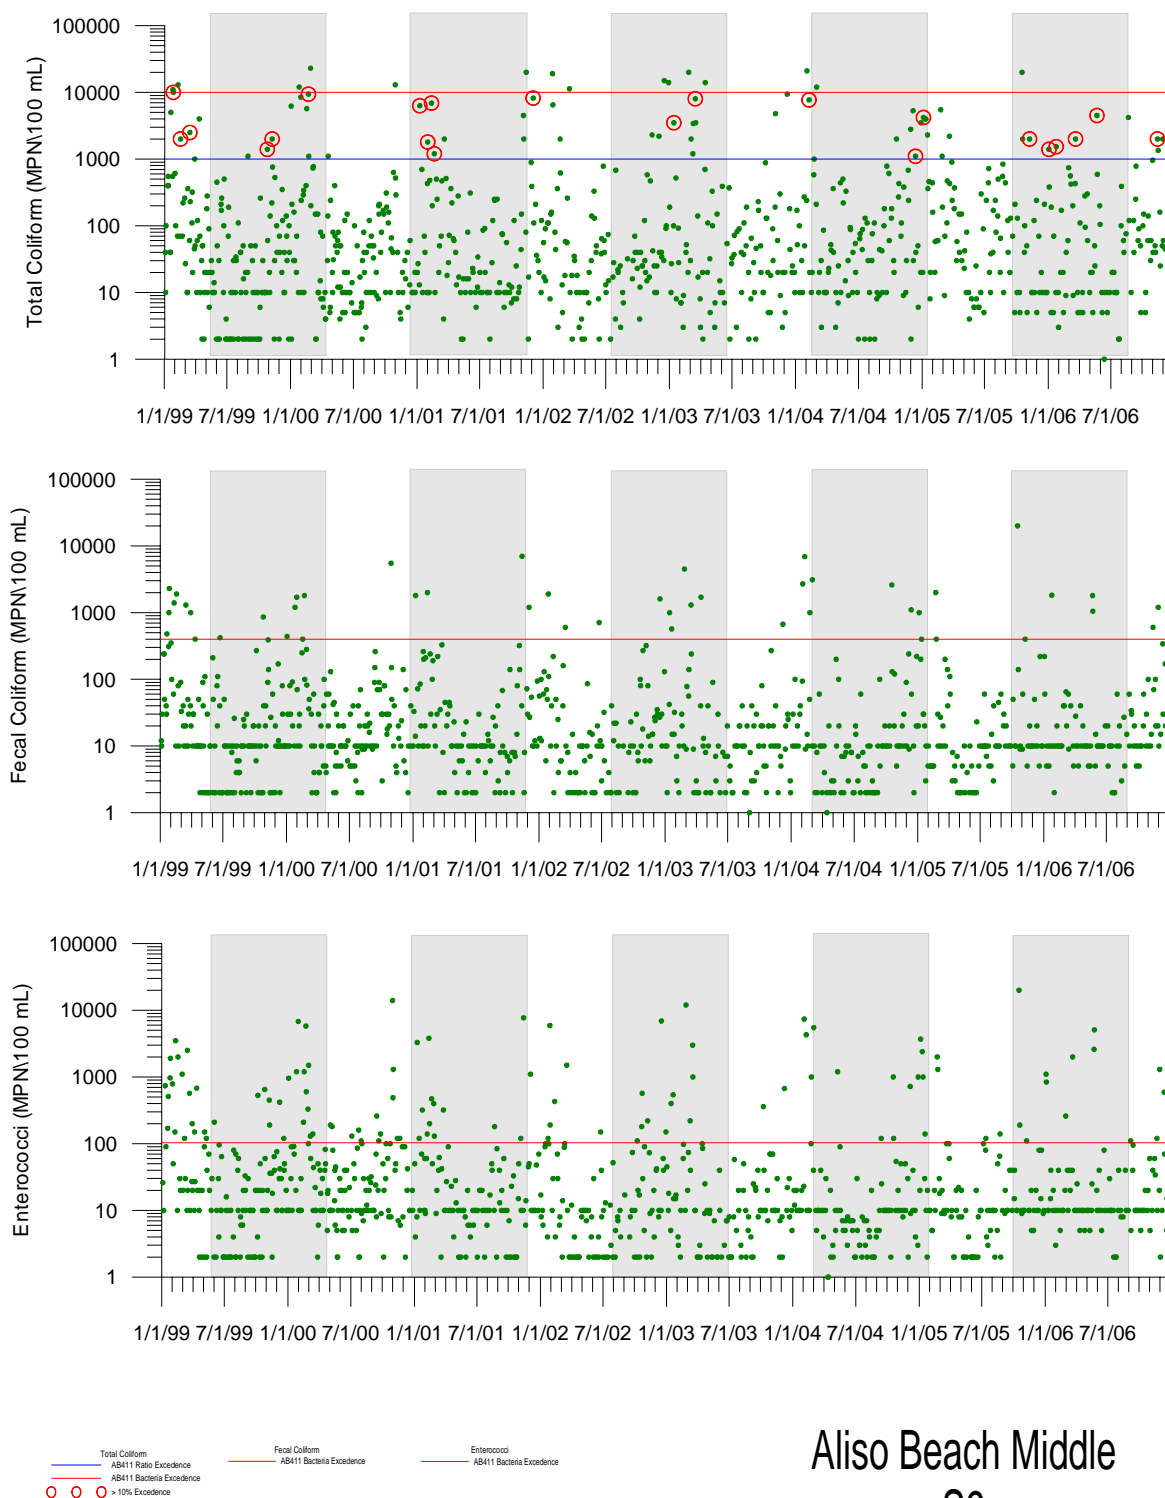 Total Coliform (MPN\100 mL)
100000
10000
1000
100
10
1
1/1/99 7/1/99 1/1/00 7/1/00 1/1/01 7/1/01 1/1/02 7/1/02 1/1/03 7/1/03 1/1/04 7/1/04 1/1/05 7/1/05 1/1/06 7/1/06
Fecal Coliform (MPN\100 mL)
100000
10000
1000
100
10
1
1/1/99 7/1/99 1/1/00 7/1/00 1/1/01 7/1/01 1/1/02 7/1/02 1/1/03 7/1/03 1/1/04 7/1/04 1/1/05 7/1/05 1/1/06 7/1/06
Enterococci (MPN\100 mL)
100000
10000
1000
100
10
1
1/1/99 7/1/99 1/1/00 7/1/00 1/1/01 7/1/01 1/1/02 7/1/02 1/1/03 7/1/03 1/1/04 7/1/04 1/1/05 7/1/05 1/1/06 7/1/06
Total Coliform
AB411 Ratio Excedence
AB411 Bacteria Excedence
> 10% Excedence
Fecal Coliform
AB411 Bacteria Excedence
Enterococci
AB411 Bacteria Excedence
Aliso Beach Middle